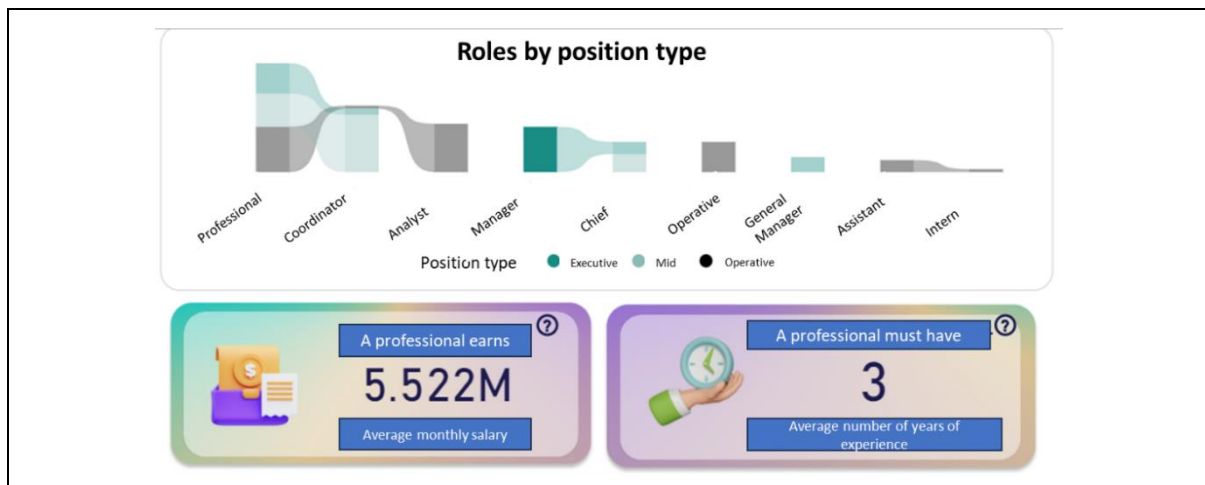 Roles by position type
Professional
Coordinator
Analyst
Manager
Chief
Operative
General
Manager
Assistant
Intern
Position type Executive Mid Operative
A professional earns
?
5.522M
Average monthly salary
$
A professional must have
?
3
Average number of years of
experience